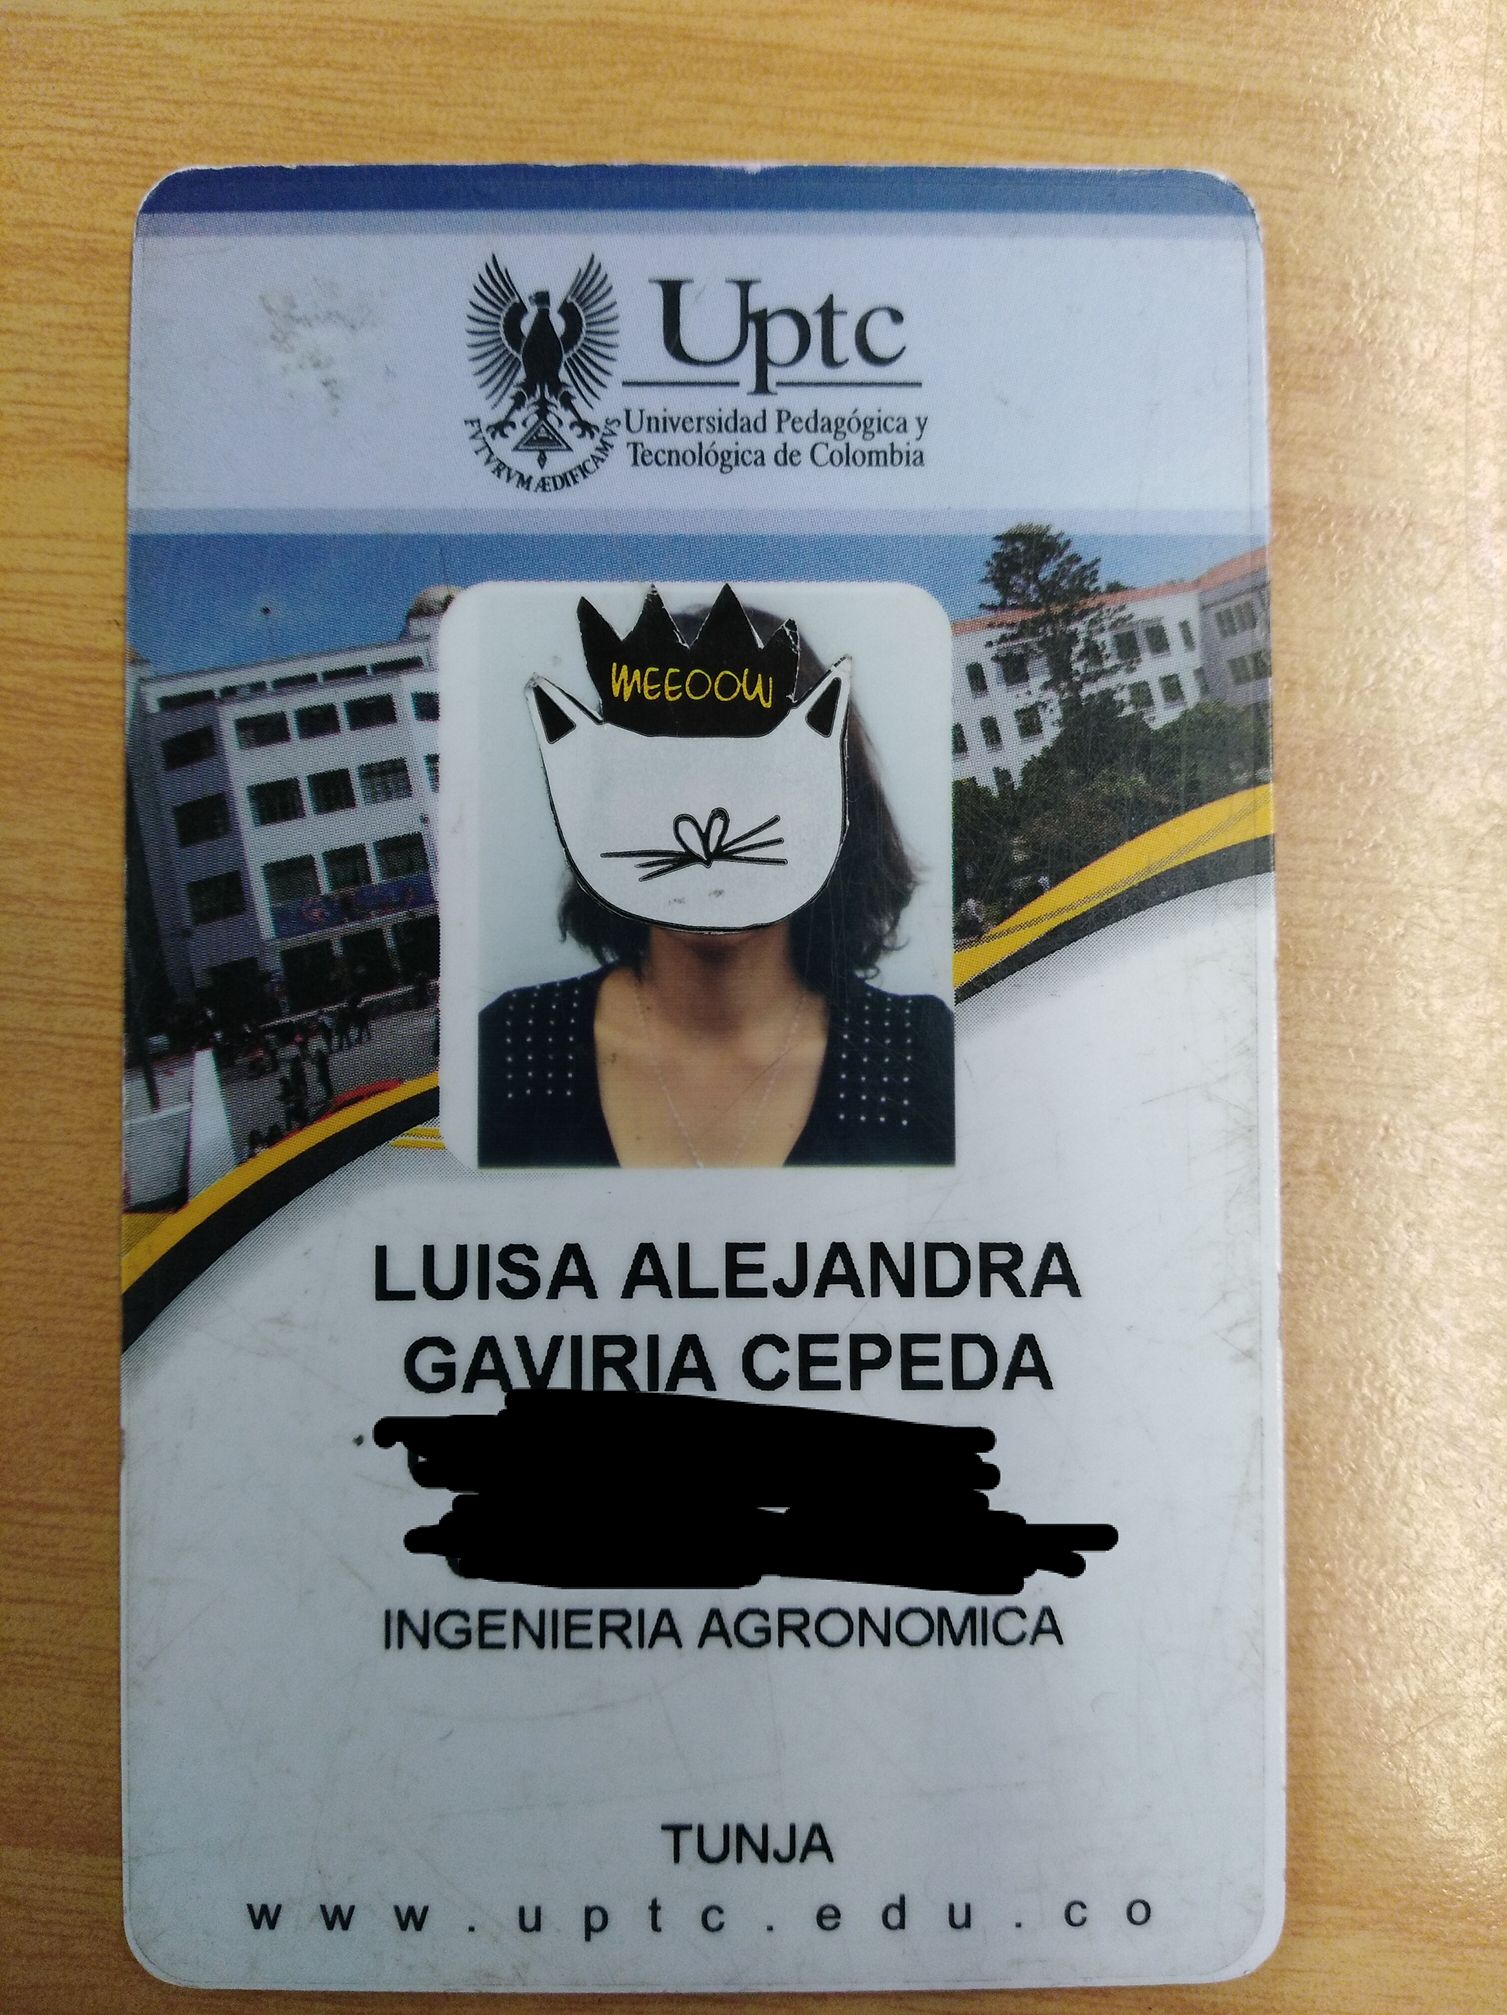 Uptc
Universidad Pedagógica y
Tecnológica de Colombia
FVTVRVM ÆDIFICAMVS
MEEOOW
LUISA ALEJANDRA
GAVIRIA CEPEDA
INGENIERIA AGRONOMICA
TUNJA
www.uptc.edu.co